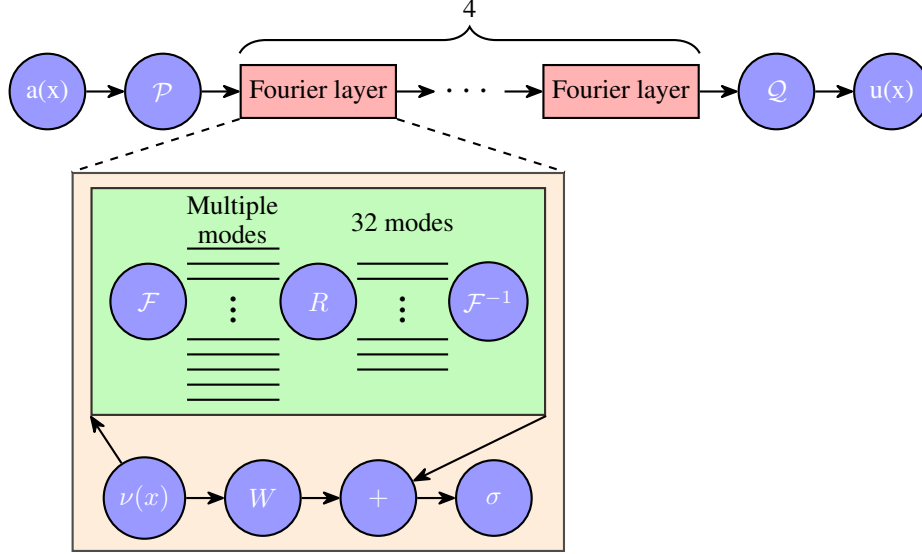 4
a(x)
𝒫
Fourier layer
· · ·
Fourier layer
𝒬
u(x)
Multiple
modes
32 modes
ℱ
⋮
R
⋮
ℱ⁻¹
ν(x)
W
+
σ